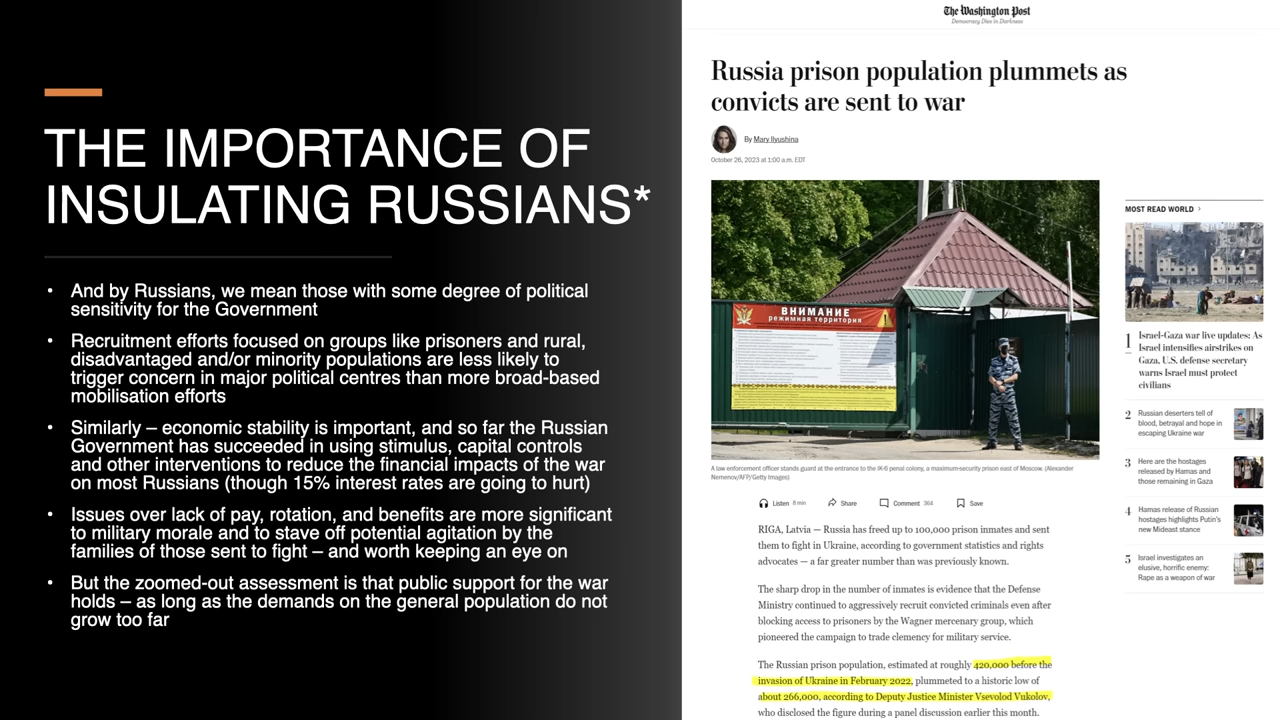 THE IMPORTANCE OF
INSULATING RUSSIANS*
• And by Russians, we mean those with some degree of political
sensitivity for the Government
• Recruitment efforts focused on groups like prisoners and rural,
disadvantaged and/or minority populations are less likely to
trigger concern in major political centres than more broad-based
mobilisation efforts
• Similarly – economic stability is important, and so far the Russian
Government has succeeded in using stimulus, capital controls
and other interventions to reduce the financial impacts of the war
on most Russians (though 15% interest rates are going to hurt)
• Issues over lack of pay, rotation, and benefits are more significant
to military morale and to stave off potential agitation by the
families of those sent to fight – and worth keeping an eye on
• But the zoomed-out assessment is that public support for the war
holds – as long as the demands on the general population do not
grow too far
The Washington Post
Democracy Dies in Darkness
Russia prison population plummets as
convicts are sent to war
By Mary Ilyushina
October 26, 2023 at 1:00 a.m. EDT
ВНИМАНИЕ
режимная территория
A law enforcement officer stands guard at the entrance to the IK-6 penal colony, a maximum-security prison east of Moscow. (Alexander
Nemenov/AFP/Getty Images)
Listen 8 min Share Comment 364 Save
RIGA, Latvia — Russia has freed up to 100,000 prison inmates and sent
them to fight in Ukraine, according to government statistics and rights
advocates — a far greater number than was previously known.
The sharp drop in the number of inmates is evidence that the Defense
Ministry continued to aggressively recruit convicted criminals even after
blocking access to prisoners by the Wagner mercenary group, which
pioneered the campaign to trade clemency for military service.
The Russian prison population, estimated at roughly 420,000 before the
invasion of Ukraine in February 2022, plummeted to a historic low of
about 266,000, according to Deputy Justice Minister Vsevolod Vukolov,
who disclosed the figure during a panel discussion earlier this month.
MOST READ WORLD >
1 Israel-Gaza war live updates: As
Israel intensifies airstrikes on
Gaza, U.S. defense secretary
warns Israel must protect
civilians
2 Russian deserters tell of
blood, betrayal and hope in
escaping Ukraine war
3 Here are the hostages
released by Hamas and
those remaining in Gaza
4 Hamas release of Russian
hostages highlights Putin's
new Mideast stance
5 Israel investigates an
elusive, horrific enemy:
Rape as a weapon of war